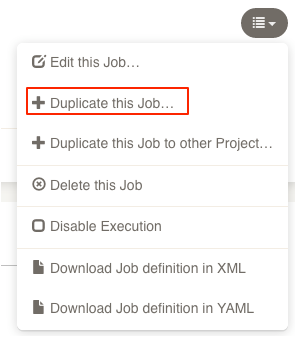 Edit this Job…
Duplicate this Job…
Duplicate this Job to other Project…
Delete this Job
Disable Execution
Download Job definition in XML
Download Job definition in YAML